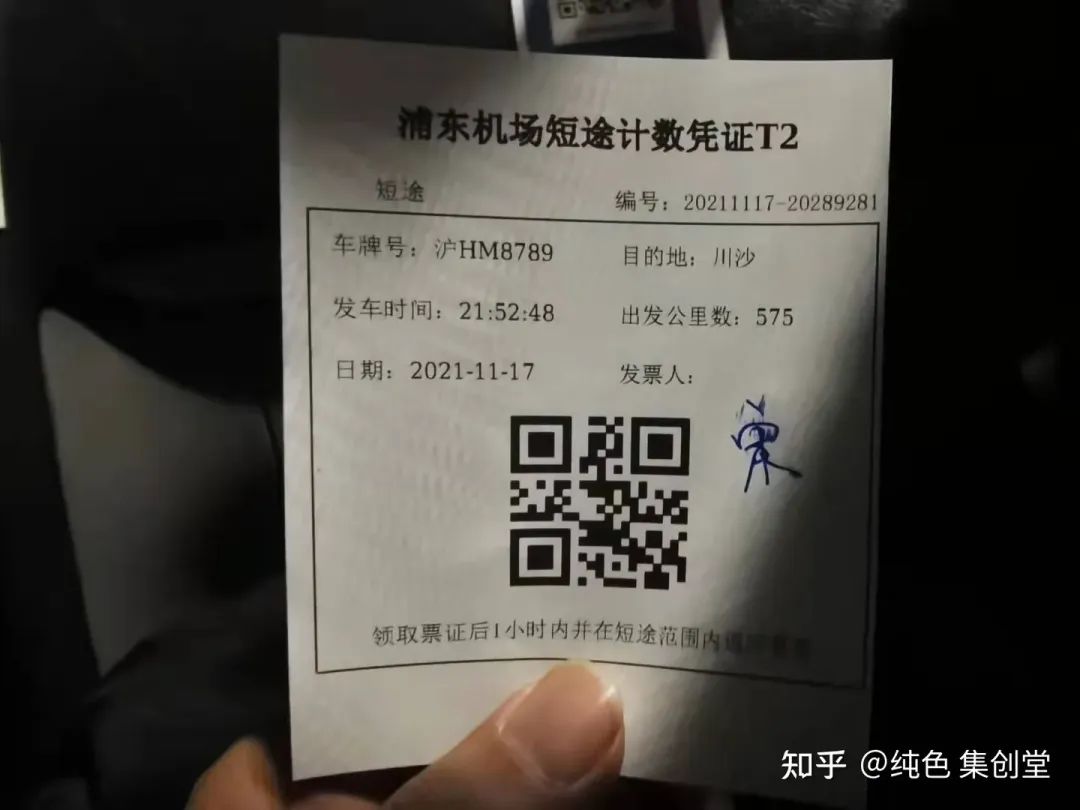 浦东机场短途计数凭证T2
短途 编号：20211117-20289281
车牌号：沪HM8789 目的地：川沙
发车时间：21:52:48 出发公里数：575
日期：2021-11-17 发票人：
领取票证后1小时内并在短途范围内
知乎 @纯色 集创堂